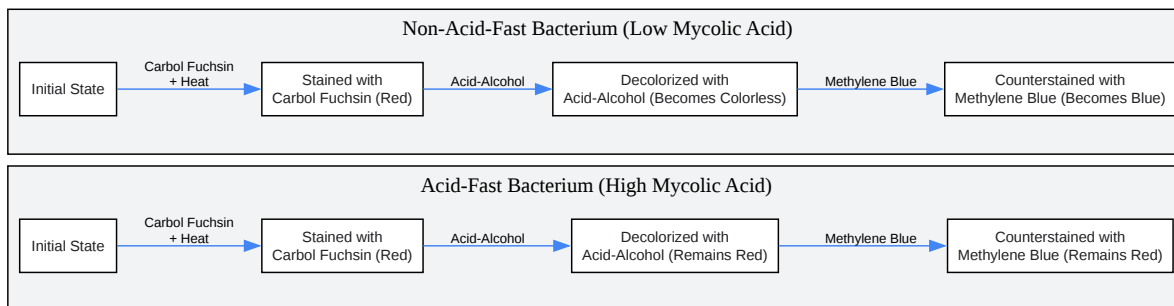 Non-Acid-Fast Bacterium (Low Mycolic Acid)
Initial State
Carbol Fuchsin
+ Heat
Stained with
Carbol Fuchsin (Red)
Acid-Alcohol
Decolorized with
Acid-Alcohol (Becomes Colorless)
Methylene Blue
Counterstained with
Methylene Blue (Becomes Blue)
Acid-Fast Bacterium (High Mycolic Acid)
Initial State
Carbol Fuchsin
+ Heat
Stained with
Carbol Fuchsin (Red)
Acid-Alcohol
Decolorized with
Acid-Alcohol (Remains Red)
Methylene Blue
Counterstained with
Methylene Blue (Remains Red)